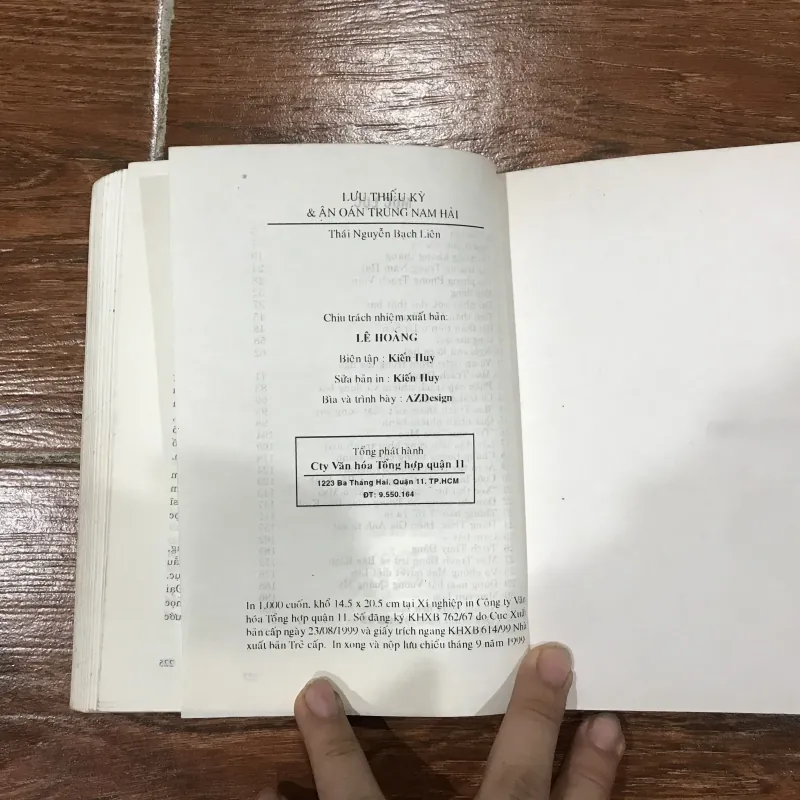 LƯU THIẾU KỲ
& ÂN OÁN TRUNG NAM HẢI
Thái Nguyễn Bạch Liên
Chịu trách nhiệm xuất bản:
LÊ HOÀNG
Biên tập : Kiến Huy
Sửa bản in : Kiến Huy
Bìa và trình bày : AZDesign
Tổng phát hành
Cty Văn hóa Tổng hợp quận 11
1223 Ba Tháng Hai, Quận 11, TP.HCM
ĐT: 9.550.164
In 1,000 cuốn, khổ 14.5 x 20.5 cm tại Xí nghiệp in Công ty Văn
hóa Tổng hợp quận 11. Số đăng ký KHXB 762/67 do Cục Xuất
bản cấp ngày 23/08/1999 và giấy trích ngang KHXB 614/99 Nhà
xuất bản Trẻ cấp. In xong và nộp lưu chiểu tháng 9 năm 1999